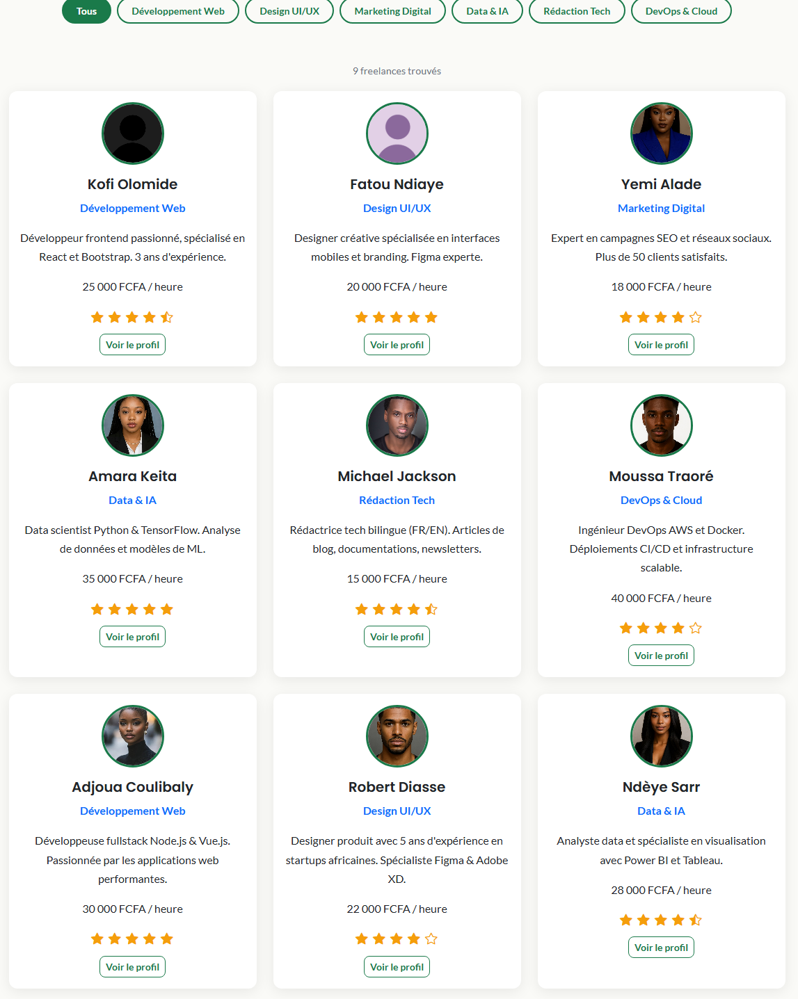 Tous Développement Web Design UI/UX Marketing Digital Data & IA Rédaction Tech DevOps & Cloud
9 freelances trouvés
Kofi Olomide
Développement Web
Développeur frontend passionné, spécialisé en
React et Bootstrap. 3 ans d'expérience.
25 000 FCFA / heure
Voir le profil
Fatou Ndiaye
Design UI/UX
Designer créative spécialisée en interfaces
mobiles et branding. Figma experte.
20 000 FCFA / heure
Voir le profil
Yemi Alade
Marketing Digital
Expert en campagnes SEO et réseaux sociaux.
Plus de 50 clients satisfaits.
18 000 FCFA / heure
Voir le profil
Amara Keita
Data & IA
Data scientist Python & TensorFlow. Analyse
de données et modèles de ML.
35 000 FCFA / heure
Voir le profil
Michael Jackson
Rédaction Tech
Rédactrice tech bilingue (FR/EN). Articles de
blog, documentations, newsletters.
15 000 FCFA / heure
Voir le profil
Moussa Traoré
DevOps & Cloud
Ingénieur DevOps AWS et Docker.
Déploiements CI/CD et infrastructure
scalable.
40 000 FCFA / heure
Voir le profil
Adjoua Coulibaly
Développement Web
Développeuse fullstack Node.js & Vue.js.
Passionnée par les applications web
performantes.
30 000 FCFA / heure
Voir le profil
Robert Diasse
Design UI/UX
Designer produit avec 5 ans d'expérience en
startups africaines. Spécialiste Figma & Adobe
XD.
22 000 FCFA / heure
Voir le profil
Ndèye Sarr
Data & IA
Analyste data et spécialiste en visualisation
avec Power BI et Tableau.
28 000 FCFA / heure
Voir le profil